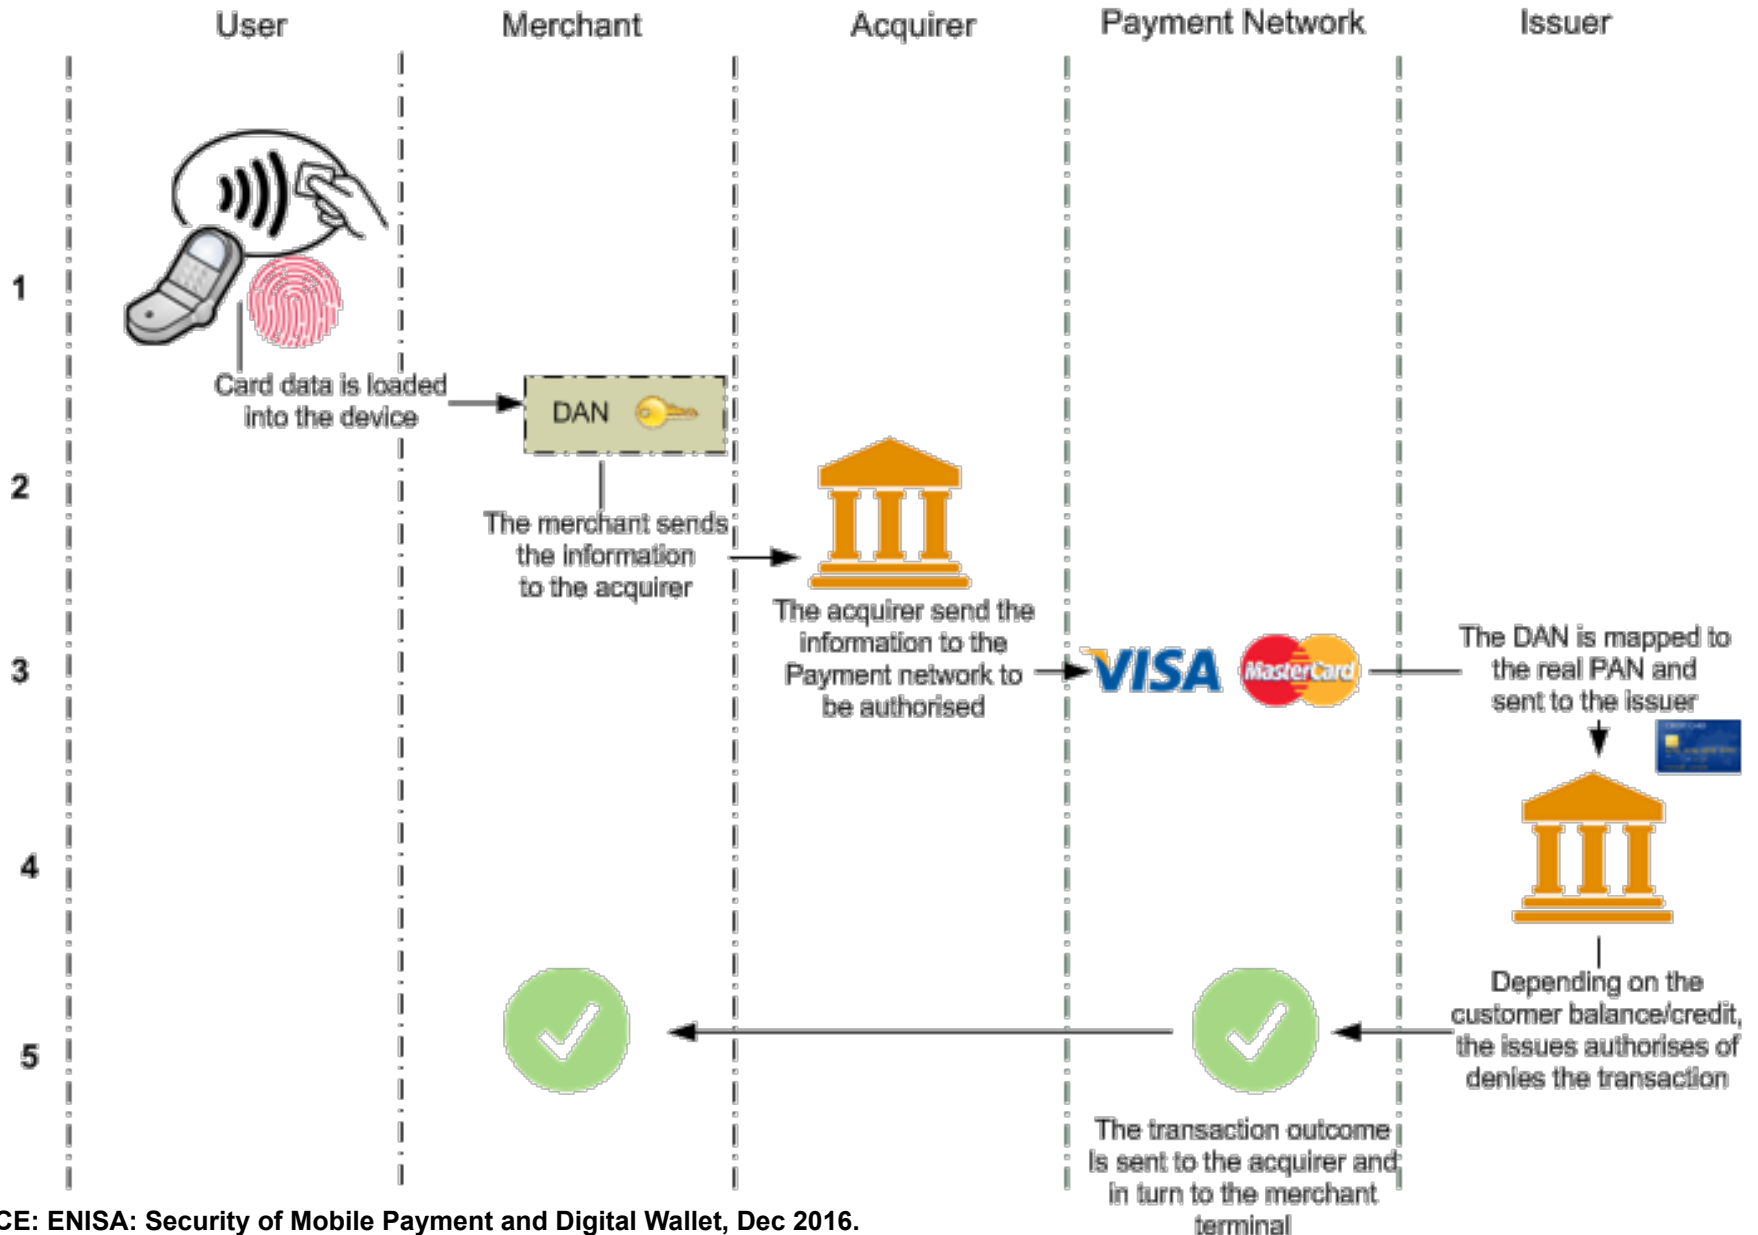 User
Merchant
Acquirer
Payment Network
Issuer
1
Card data is loaded
into the device
DAN
2
The merchant sends
the information
to the acquirer
The acquirer send the
information to the
Payment network to
be authorised
3
VISA
MasterCard
The DAN is mapped to
the real PAN and
sent to the issuer
4
5
Depending on the
customer balance/credit,
the issues authorises of
denies the transaction
The transaction outcome
is sent to the acquirer and
in turn to the merchant
terminal
CE: ENISA: Security of Mobile Payment and Digital Wallet, Dec 2016.